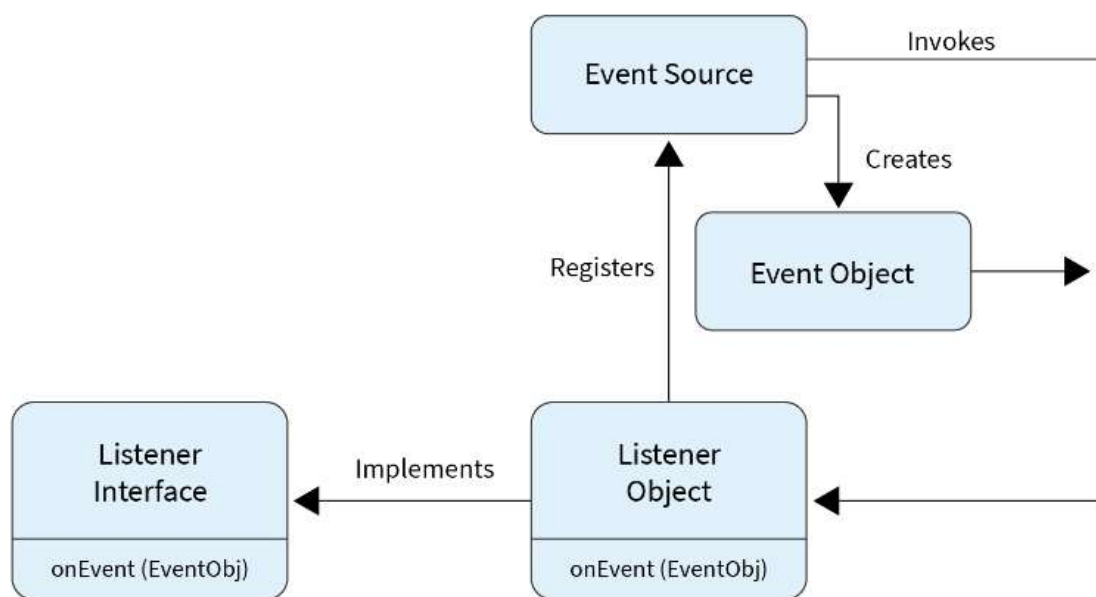 Invokes
Event Source
Creates
Registers
Event Object
Listener
Interface
Implements
Listener
Object
onEvent (EventObj)
onEvent (EventObj)